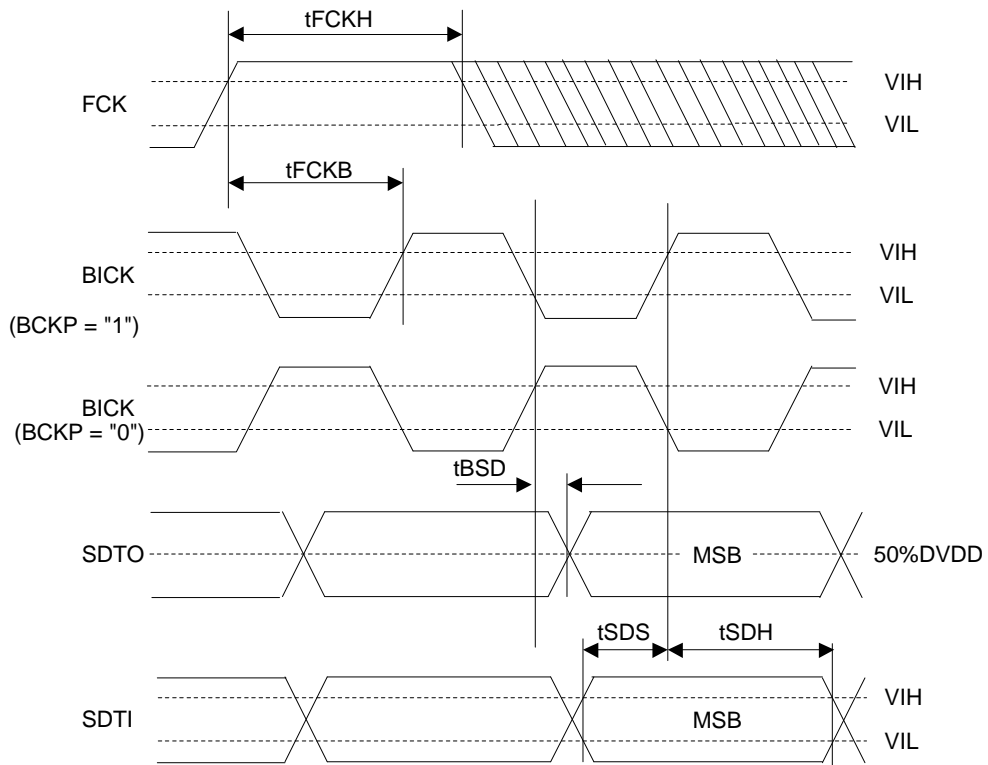 tFCKH
FCK
VIH
VIL
tFCKB
BICK
VIH
VIL
(BCKP = "1")
BICK
VIH
(BCKP = "0")
VIL
tBSD
SDTO
MSB
50%DVDD
tSDS
tSDH
SDTI
VIH
MSB
VIL